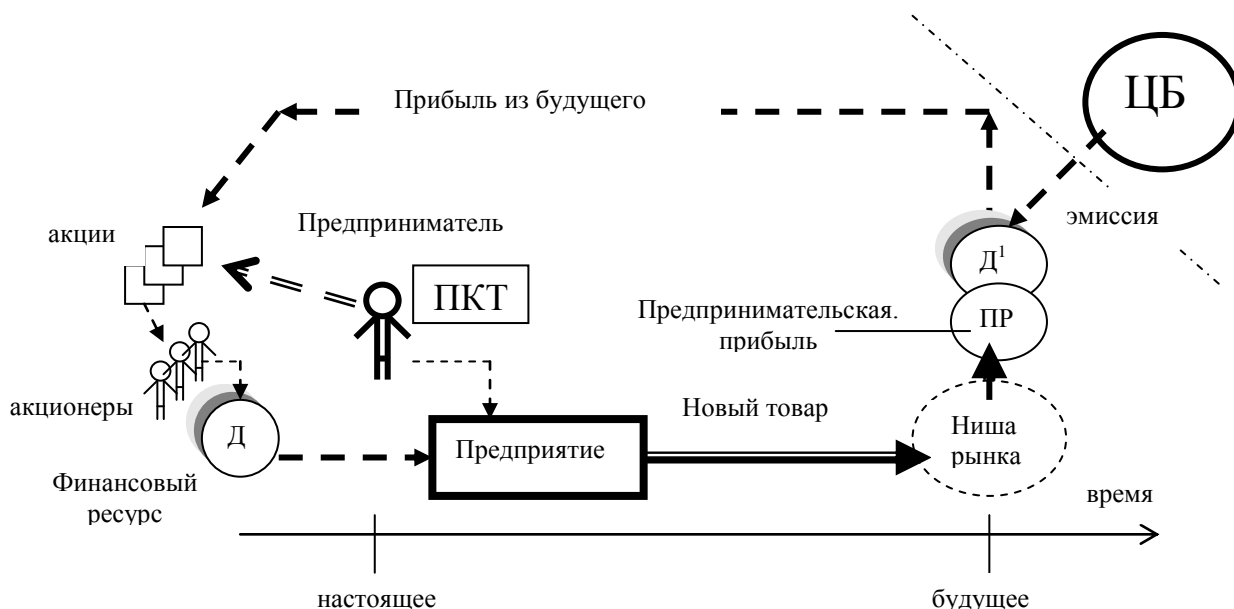 ЦБ
Прибыль из будущего
Предприниматель
акции
эмиссия
Д¹
ПКТ
Предпринимательская.
прибыль
ПР
акционеры
Новый товар
Д
Предприятие
Ниша
рынка
Финансовый
ресурс
время
настоящее
будущее